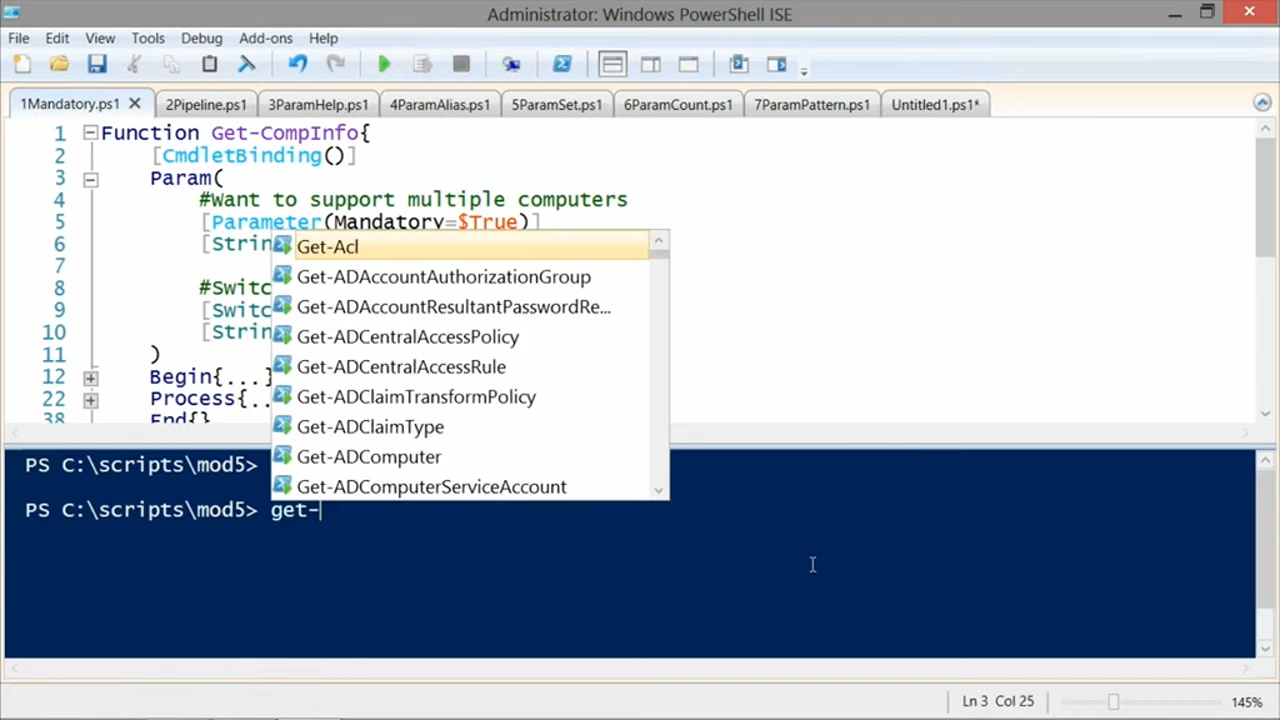 Administrator: Windows PowerShell ISE
File Edit View Tools Debug Add-ons Help
1Mandatory.ps1 2Pipeline.ps1 3ParamHelp.ps1 4ParamAlias.ps1 5ParamSet.ps1 6ParamCount.ps1 7ParamPattern.ps1 Untitled1.ps1*
1 Function Get-CompInfo{
2 [CmdletBinding()]
3 Param(
4 #Want to support multiple computers
5 [Parameter(Mandatory=$True)]
6 [Strin
7
8 #Switc
9 [Switc
10 [Strin
11 )
12 Begin{...}
22 Process{..
38 End{}
Get-Acl
Get-ADAccountAuthorizationGroup
Get-ADAccountResultantPasswordRe...
Get-ADCentralAccessPolicy
Get-ADCentralAccessRule
Get-ADClaimTransformPolicy
Get-ADClaimType
Get-ADComputer
Get-ADComputerServiceAccount
PS C:\scripts\mod5>
PS C:\scripts\mod5> get-
Ln 3 Col 25 145%